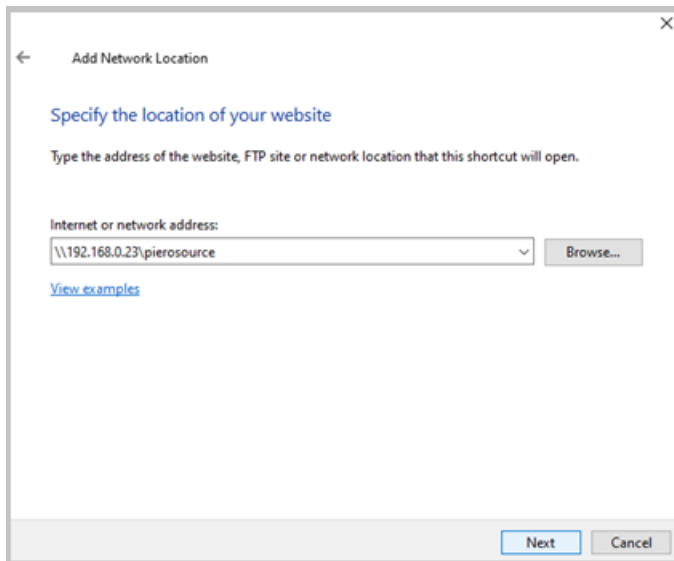 Add Network Location
Specify the location of your website
Type the address of the website, FTP site or network location that this shortcut will open.
Internet or network address:
\\192.168.0.23\pierosource
Browse...
View examples
Next
Cancel